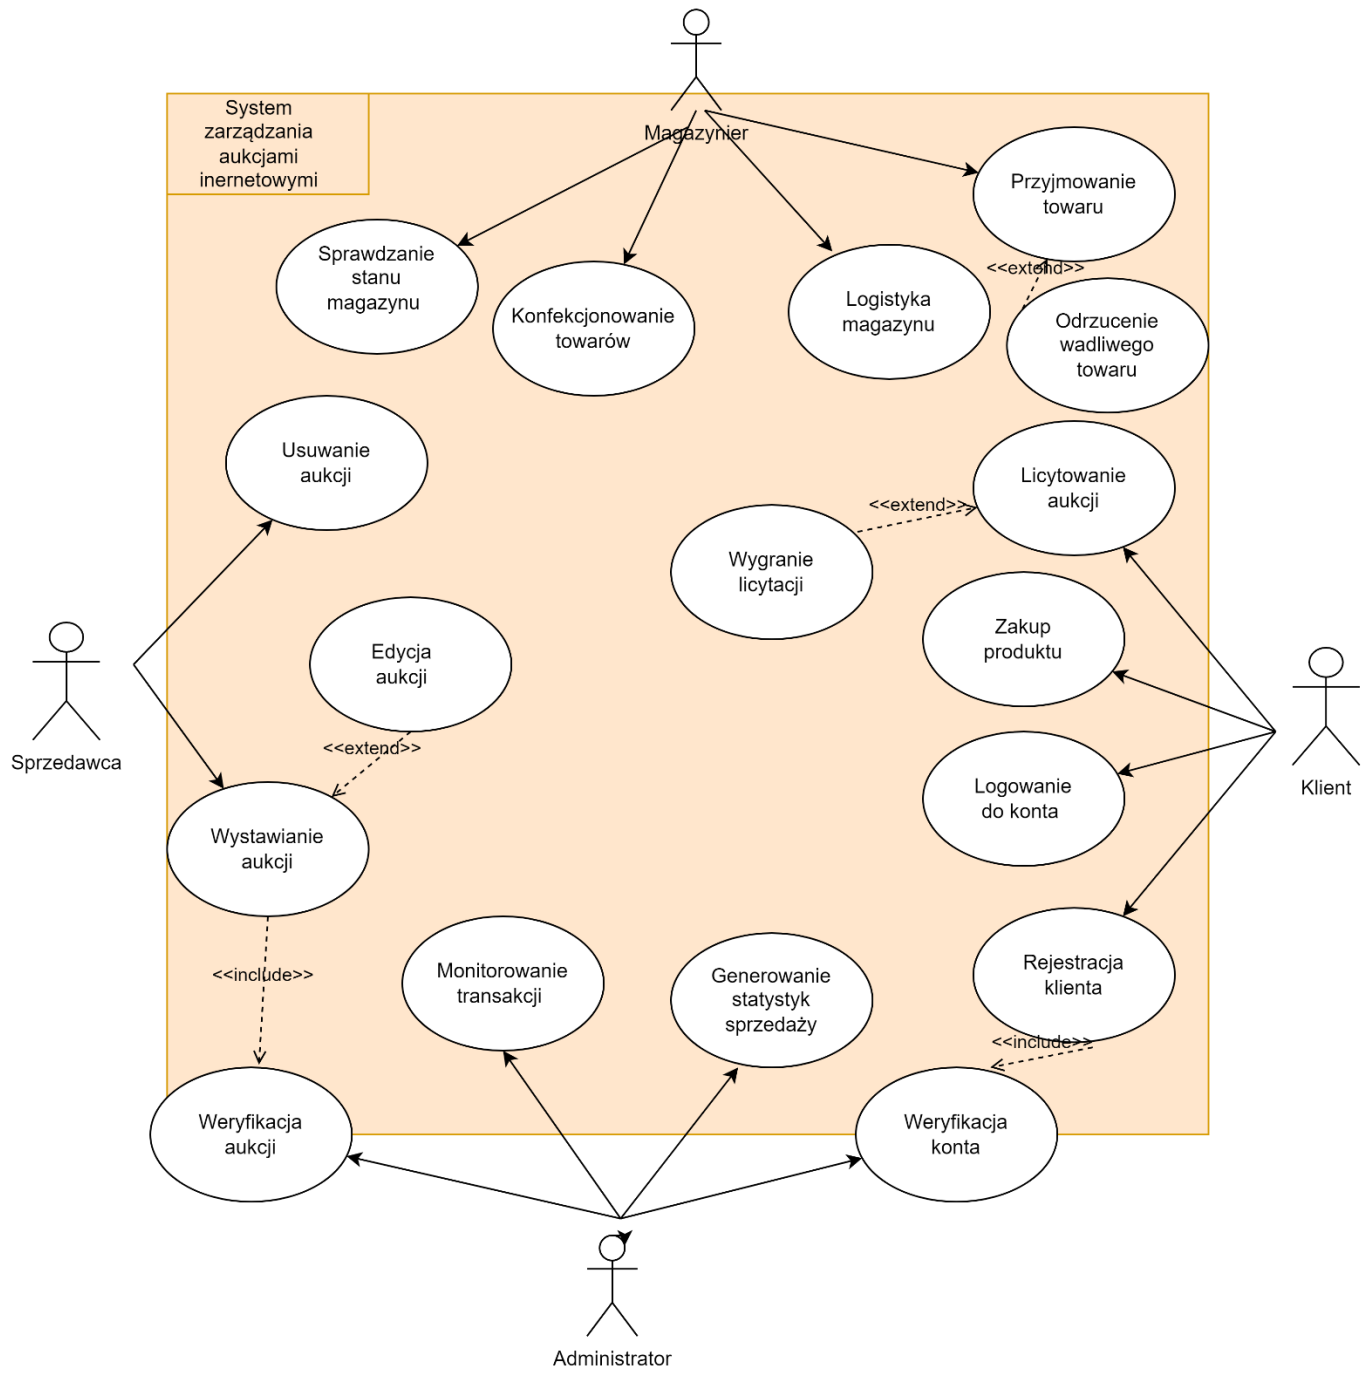 Magazynier
System
zarządzania
aukcjami
inernetowymi
Przyjmowanie
towaru
Sprawdzanie
stanu
magazynu
<<extend>>
Konfekcjonowanie
towarów
Logistyka
magazynu
Odrzucenie
wadliwego
towaru
Usuwanie
aukcji
Licytowanie
aukcji
<<extend>>
Wygranie
licytacji
Zakup
produktu
Edycja
aukcji
<<extend>>
Sprzedawca
Logowanie
do konta
Klient
Wystawianie
aukcji
<<include>>
Monitorowanie
transakcji
Generowanie
statystyk
sprzedaży
Rejestracja
klienta
<<include>>
Weryfikacja
aukcji
Weryfikacja
konta
Administrator